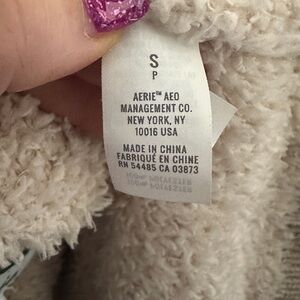 S
P
AERIE™ AEO
MANAGEMENT CO.
NEW YORK, NY
10016 USA
MADE IN CHINA
FABRIQUÉ EN CHINE
RN 54485 CA 03873